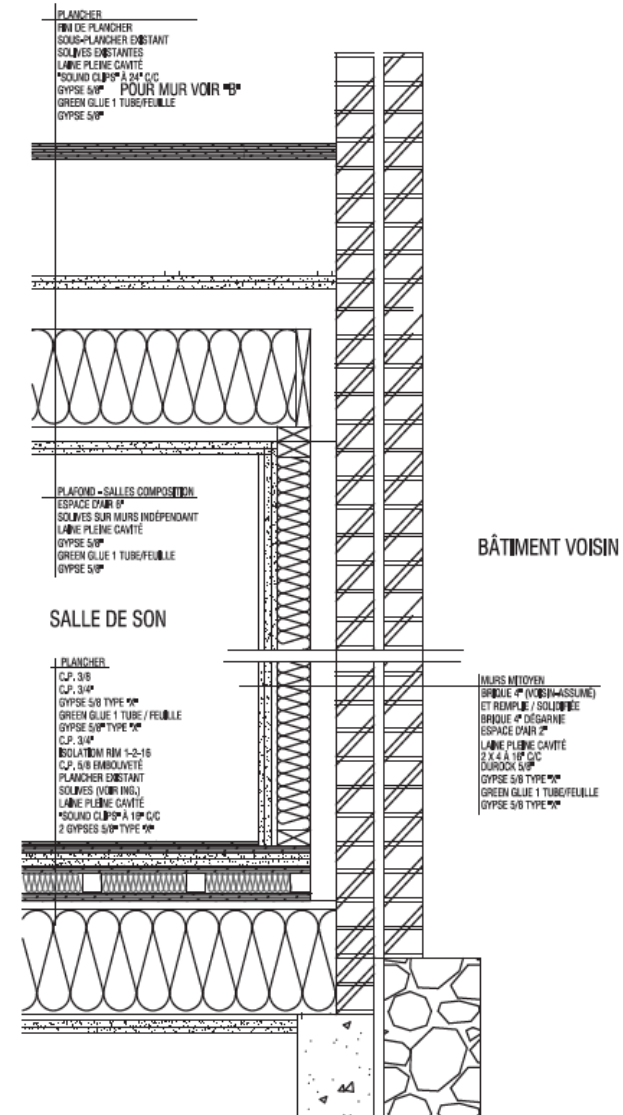 PLANCHER
FINI DE PLANCHER
SOUS-PLANCHER EXISTANT
SOLIVES EXISTANTES
LAINE PLEINE CAVITÉ
"SOUND CLIPS" À 24" C/C
GYPSE 5/8"
POUR MUR VOIR "B"
GREEN GLUE 1 TUBE/FEUILLE
GYPSE 5/8"
PLAFOND - SALLES COMPOSITION
ESPACE D'AIR 6"
SOLIVES SUR MURS INDÉPENDANT
LAINE PLEINE CAVITÉ
GYPSE 5/8"
GREEN GLUE 1 TUBE/FEUILLE
GYPSE 5/8"
BÂTIMENT VOISIN
SALLE DE SON
PLANCHER
C.P. 3/8
C.P. 3/4"
GYPSE 5/8 TYPE "X"
GREEN GLUE 1 TUBE / FEUILLE
GYPSE 5/8" TYPE "X"
C.P. 3/4"
ISOLATIOM RIM 1-2-16
C.P. 5/8 EMBOUVETÉ
PLANCHER EXISTANT
SOLIVES (VOIR ING.)
LAINE PLEINE CAVITÉ
"SOUND CLIPS" À 16" C/C
2 GYPSES 5/8" TYPE "X"
MURS MITOYEN
BRIQUE 4" (VOISIN-ASSUMÉ)
ET REMPLIE / SOLIDIFIÉE
BRIQUE 4" DÉGARNIE
ESPACE D'AIR 2"
LAINE PLEINE CAVITÉ
2 X 4 À 16" C/C
DUROCK 5/8"
GYPSE 5/8 TYPE "X"
GREEN GLUE 1 TUBE/FEUILLE
GYPSE 5/8 TYPE "X"